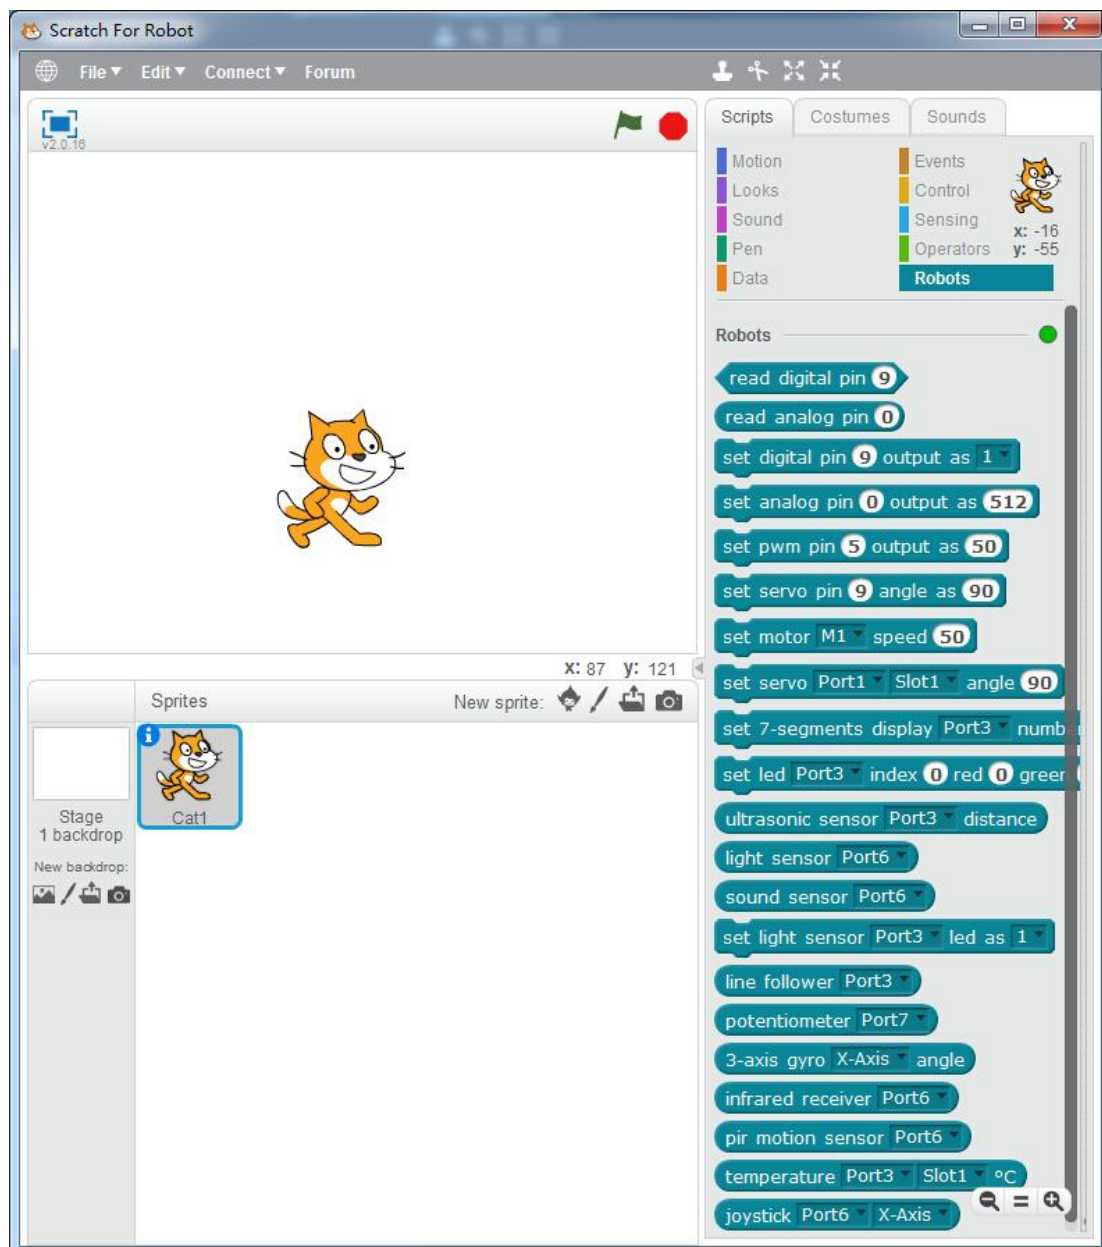 Scratch For Robot
File Edit Connect Forum
v2.0.16
Scripts Costumes Sounds
Motion Events
Looks Control
Sound Sensing
Pen Operators
Data Robots
x: -16
y: -55
Robots
read digital pin 9
read analog pin 0
set digital pin 9 output as 1
set analog pin 0 output as 512
set pwm pin 5 output as 50
set servo pin 9 angle as 90
set motor M1 speed 50
set servo Port1 Slot1 angle 90
set 7-segments display Port3 numb
set led Port3 index 0 red 0 green
ultrasonic sensor Port3 distance
light sensor Port6
sound sensor Port6
set light sensor Port3 led as 1
line follower Port3
potentiometer Port7
3-axis gyro X-Axis angle
infrared receiver Port6
pir motion sensor Port6
temperature Port3 Slot1 °C
joystick Port6 X-Axis
x: 87 y: 121
Sprites New sprite:
Cat1
Stage
1 backdrop
New backdrop: